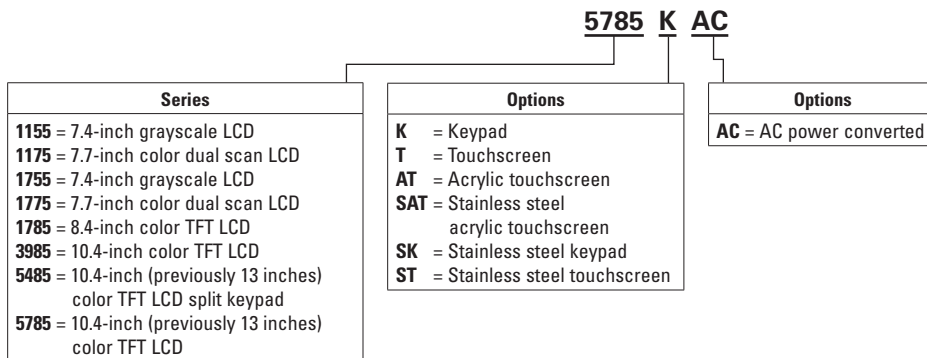 5785 K AC
Series
1155 = 7.4-inch grayscale LCD
1175 = 7.7-inch color dual scan LCD
1755 = 7.4-inch grayscale LCD
1775 = 7.7-inch color dual scan LCD
1785 = 8.4-inch color TFT LCD
3985 = 10.4-inch color TFT LCD
5485 = 10.4-inch (previously 13 inches)
color TFT LCD split keypad
5785 = 10.4-inch (previously 13 inches)
color TFT LCD
Options
K = Keypad
T = Touchscreen
AT = Acrylic touchscreen
SAT = Stainless steel
acrylic touchscreen
SK = Stainless steel keypad
ST = Stainless steel touchscreen
Options
AC = AC power converted